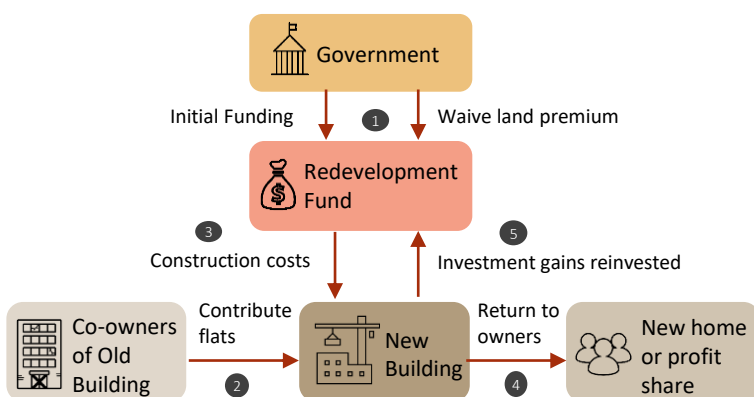 Government
Initial Funding
1
Waive land premium
$
Redevelopment
Fund
3
Construction costs
5
Investment gains reinvested
Co-owners
of Old
Building
Contribute
flats
2
New
Building
Return to
owners
4
New home
or profit
share